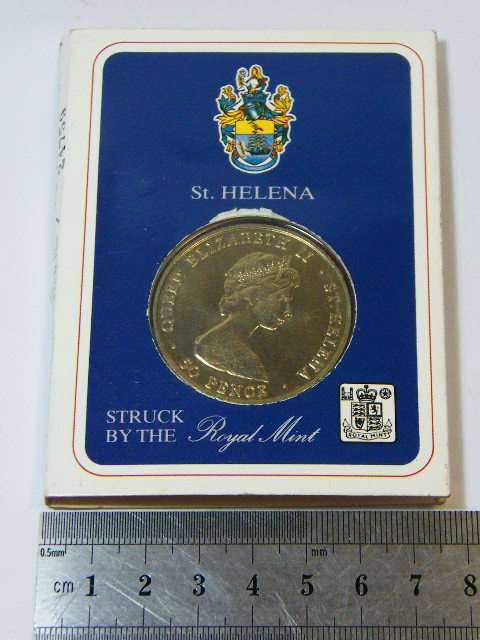 St. HELENA
QUEEN ELIZABETH II · ST. HELENA ·
50 PENCE ·
STRUCK
BY THE Royal Mint
ROYAL MINT
0.5mm
mm
cm 1 2 3 4 5 6 7 8